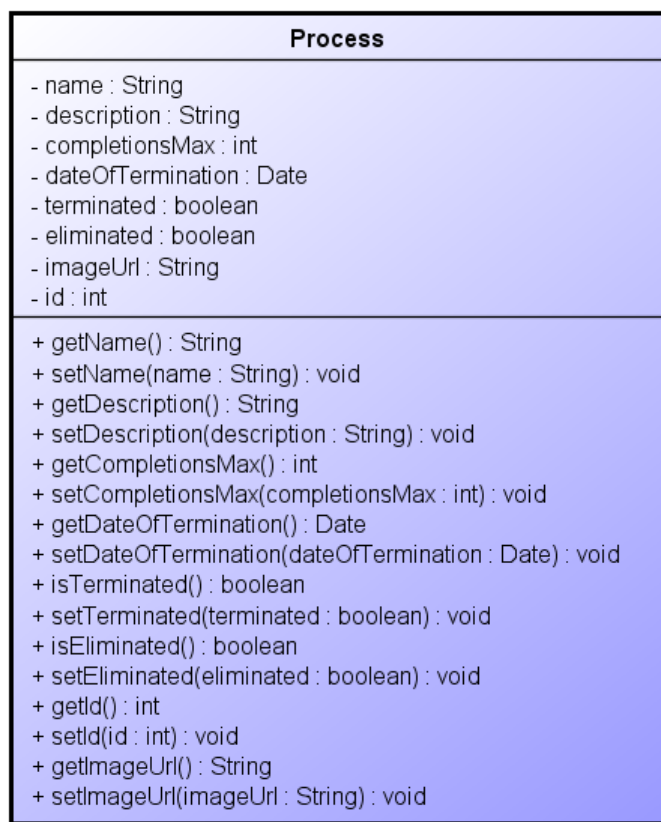 Process
- name : String
- description : String
- completionsMax : int
- dateOfTermination : Date
- terminated : boolean
- eliminated : boolean
- imageUrl : String
- id : int
+ getName() : String
+ setName(name : String) : void
+ getDescription() : String
+ setDescription(description : String) : void
+ getCompletionsMax() : int
+ setCompletionsMax(completionsMax : int) : void
+ getDateOfTermination() : Date
+ setDateOfTermination(dateOfTermination : Date) : void
+ isTerminated() : boolean
+ setTerminated(terminated : boolean) : void
+ isEliminated() : boolean
+ setEliminated(eliminated : boolean) : void
+ getId() : int
+ setId(id : int) : void
+ getImageUrl() : String
+ setImageUrl(imageUrl : String) : void